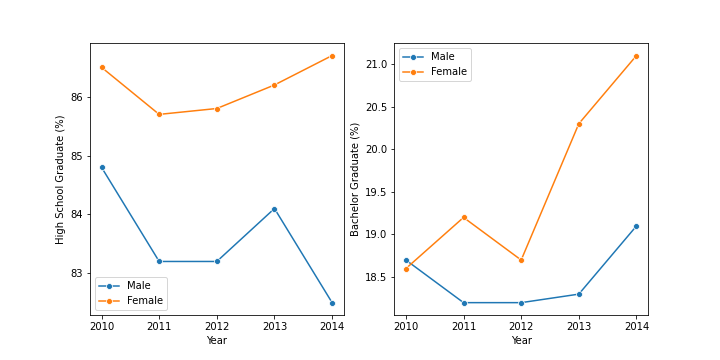 High School Graduate (%)
86
85
84
83
Male
Female
2010 2011 2012 2013 2014
Year
Bachelor Graduate (%)
Male
Female
21.0
20.5
20.0
19.5
19.0
18.5
2010 2011 2012 2013 2014
Year